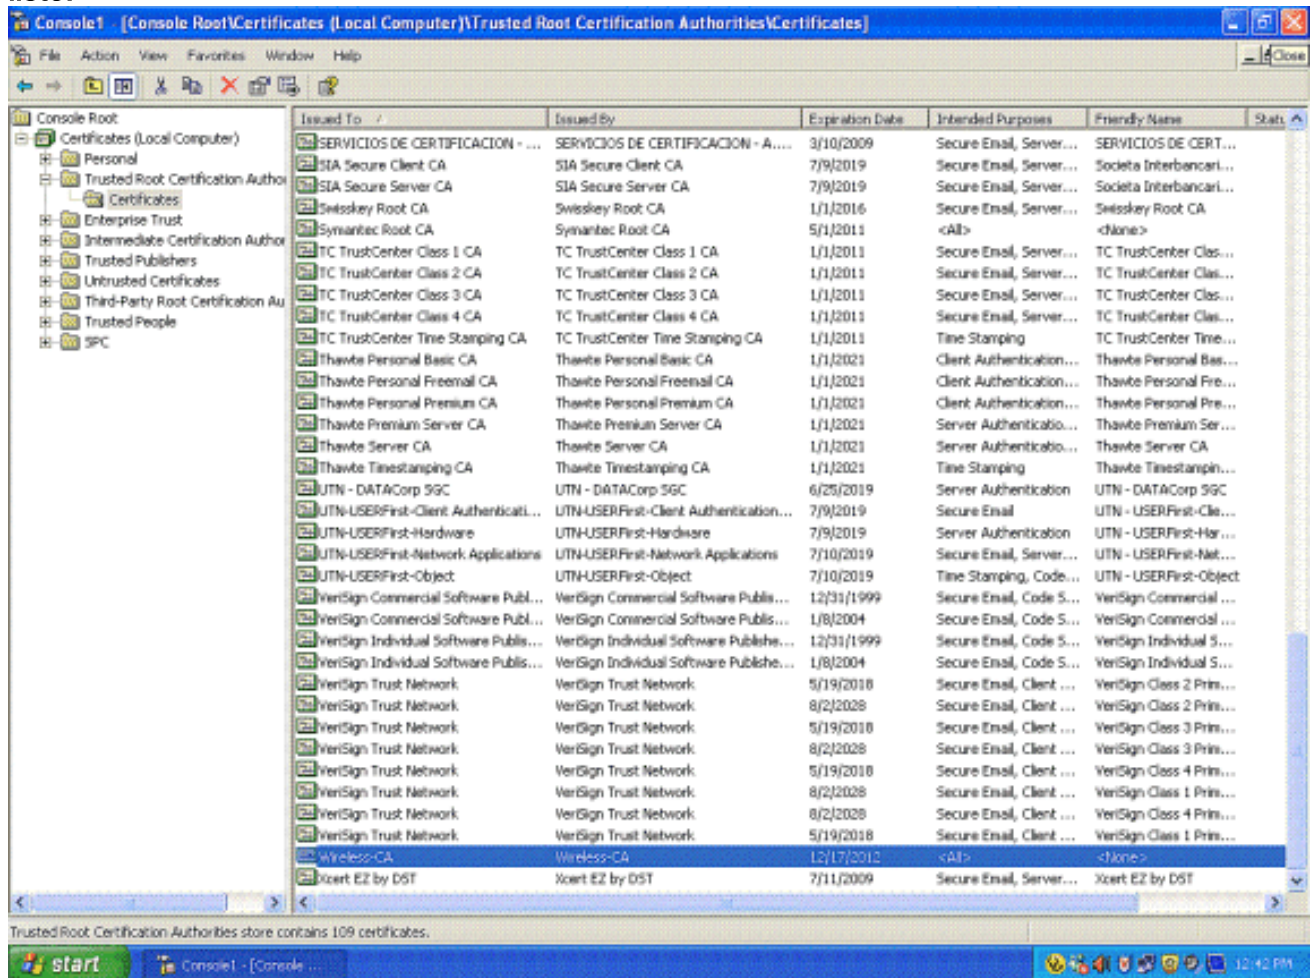 Console1 - [Console Root\Certificates (Local Computer)\Trusted Root Certification Authorities\Certificates]
File Action View Favorites Window Help
Close
Console Root
Certificates (Local Computer)
Personal
Trusted Root Certification Author
Certificates
Enterprise Trust
Intermediate Certification Author
Trusted Publishers
Untrusted Certificates
Third-Party Root Certification Au
Trusted People
SPC
Issued To Issued By Expiration Date Intended Purposes Friendly Name Statu
SERVICIOS DE CERTIFICACION - ... SERVICIOS DE CERTIFICACION - A.... 3/10/2009 Secure Email, Server... SERVICIOS DE CERT...
SIA Secure Client CA SIA Secure Client CA 7/9/2019 Secure Email, Server... Societa Interbancari...
SIA Secure Server CA SIA Secure Server CA 7/9/2019 Secure Email, Server... Societa Interbancari...
Swisskey Root CA Swisskey Root CA 1/1/2016 Secure Email, Server... Swisskey Root CA
Symantec Root CA Symantec Root CA 5/1/2011 <All> <None>
TC TrustCenter Class 1 CA TC TrustCenter Class 1 CA 1/1/2011 Secure Email, Server... TC TrustCenter Clas...
TC TrustCenter Class 2 CA TC TrustCenter Class 2 CA 1/1/2011 Secure Email, Server... TC TrustCenter Clas...
TC TrustCenter Class 3 CA TC TrustCenter Class 3 CA 1/1/2011 Secure Email, Server... TC TrustCenter Clas...
TC TrustCenter Class 4 CA TC TrustCenter Class 4 CA 1/1/2011 Secure Email, Server... TC TrustCenter Clas...
TC TrustCenter Time Stamping CA TC TrustCenter Time Stamping CA 1/1/2011 Time Stamping TC TrustCenter Time...
Thawte Personal Basic CA Thawte Personal Basic CA 1/1/2021 Client Authentication... Thawte Personal Bas...
Thawte Personal Freemail CA Thawte Personal Freemail CA 1/1/2021 Client Authentication... Thawte Personal Fre...
Thawte Personal Premium CA Thawte Personal Premium CA 1/1/2021 Client Authentication... Thawte Personal Pre...
Thawte Premium Server CA Thawte Premium Server CA 1/1/2021 Server Authenticatio... Thawte Premium Ser...
Thawte Server CA Thawte Server CA 1/1/2021 Server Authenticatio... Thawte Server CA
Thawte Timestamping CA Thawte Timestamping CA 1/1/2021 Time Stamping Thawte Timestampin...
UTN - DATACorp SGC UTN - DATACorp SGC 6/25/2019 Server Authentication UTN - DATACorp SGC
UTN-USERFirst-Client Authenticati... UTN-USERFirst-Client Authentication... 7/9/2019 Secure Email UTN - USERFirst-Clie...
UTN-USERFirst-Hardware UTN-USERFirst-Hardware 7/9/2019 Server Authentication UTN - USERFirst-Har...
UTN-USERFirst-Network Applications UTN-USERFirst-Network Applications 7/10/2019 Secure Email, Server... UTN - USERFirst-Net...
UTN-USERFirst-Object UTN-USERFirst-Object 7/10/2019 Time Stamping, Code... UTN - USERFirst-Object
VeriSign Commercial Software Publ... VeriSign Commercial Software Publis... 12/31/1999 Secure Email, Code S... VeriSign Commercial ...
VeriSign Commercial Software Publ... VeriSign Commercial Software Publis... 1/8/2004 Secure Email, Code S... VeriSign Commercial ...
VeriSign Individual Software Publis... VeriSign Individual Software Publishe... 12/31/1999 Secure Email, Code S... VeriSign Individual S...
VeriSign Individual Software Publis... VeriSign Individual Software Publishe... 1/8/2004 Secure Email, Code S... VeriSign Individual S...
VeriSign Trust Network VeriSign Trust Network 5/19/2018 Secure Email, Client ... VeriSign Class 2 Prim...
VeriSign Trust Network VeriSign Trust Network 8/2/2028 Secure Email, Client ... VeriSign Class 2 Prim...
VeriSign Trust Network VeriSign Trust Network 5/19/2018 Secure Email, Client ... VeriSign Class 3 Prim...
VeriSign Trust Network VeriSign Trust Network 8/2/2028 Secure Email, Client ... VeriSign Class 3 Prim...
VeriSign Trust Network VeriSign Trust Network 5/19/2018 Secure Email, Client ... VeriSign Class 4 Prim...
VeriSign Trust Network VeriSign Trust Network 8/2/2028 Secure Email, Client ... VeriSign Class 1 Prim...
VeriSign Trust Network VeriSign Trust Network 8/2/2028 Secure Email, Client ... VeriSign Class 4 Prim...
VeriSign Trust Network VeriSign Trust Network 5/19/2018 Secure Email, Client ... VeriSign Class 1 Prim...
Wireless-CA Wireless-CA 12/17/2012 <All> <None>
Xcert EZ by DST Xcert EZ by DST 7/11/2009 Secure Email, Server... Xcert EZ by DST
Trusted Root Certification Authorities store contains 109 certificates.
start Console1 - [Console ... 12:42 PM